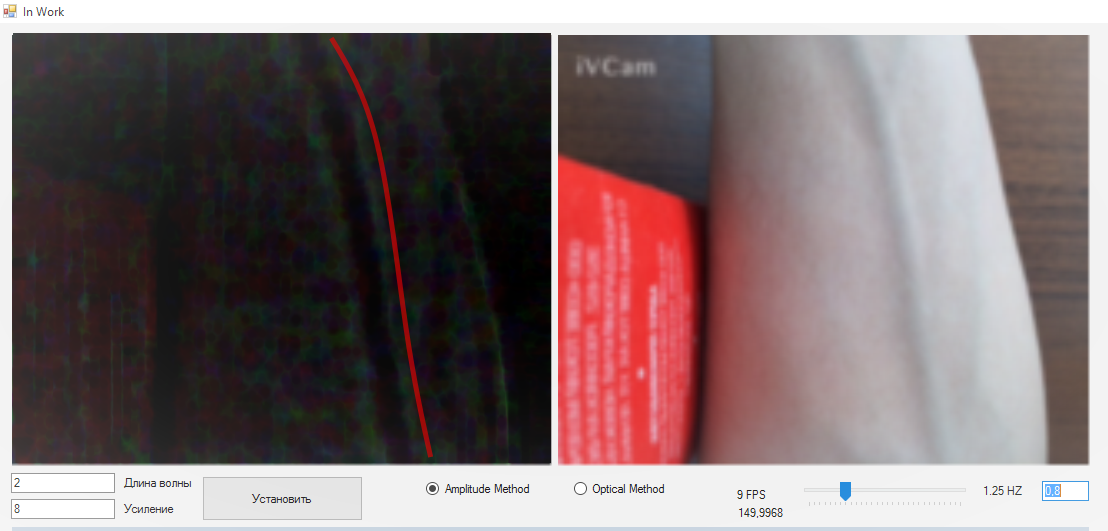 In Work
iVCam
2 Длина волны
8 Усиление
Установить
Amplitude Method
Optical Method
9 FPS
149,9968
1.25 HZ
0.8